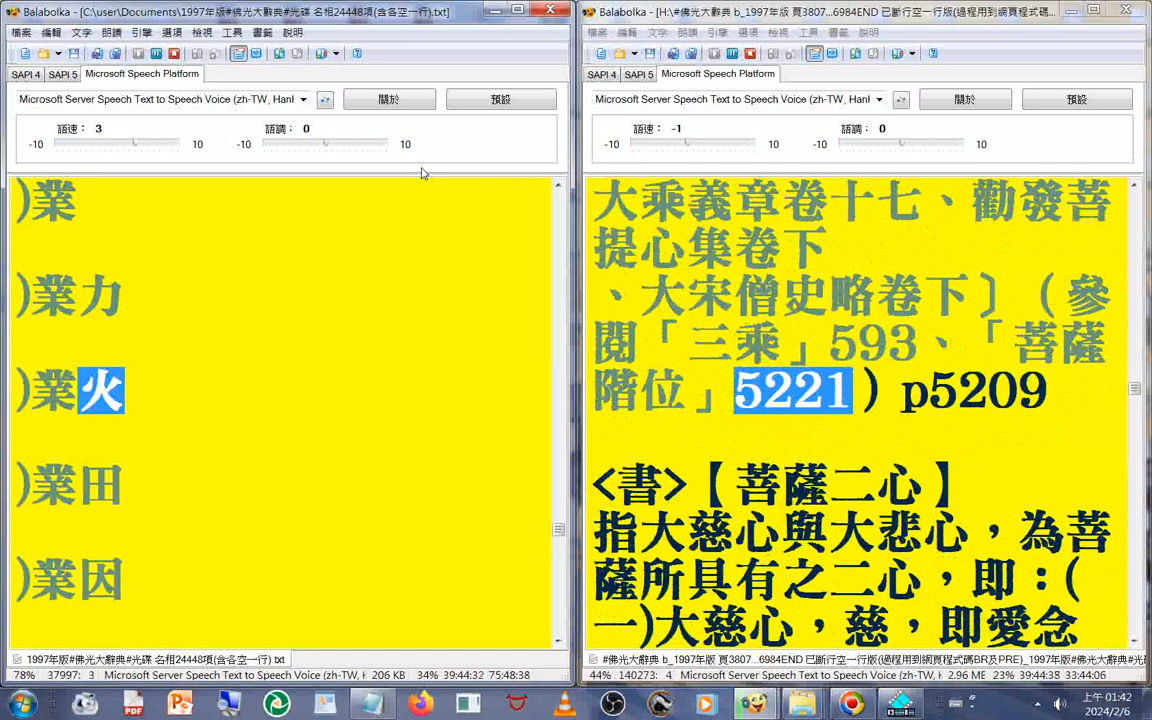 Balabolka - [C:\user\Documents\1997年版#佛光大辭典#光碟 名相24448項(含各空一行).txt]
檔案 編輯 文字 朗讀 引擎 選項 檢視 工具 書籤 說明
SAPI 4 SAPI 5 Microsoft Speech Platform
Microsoft Server Speech Text to Speech Voice (zh-TW, Hanl
關於 預設
語速: 3 語調: 0
-10 10 -10 10
)業
)業力
)業火
)業田
)業因
1997年版#佛光大辭典#光碟 名相24448項(含各空一行).txt
78% 37997: 3 Microsoft Server Speech Text to Speech Voice (zh-TW, H 206 KB 34% 39:44:32 75:48:38
Balabolka - [H:\#佛光大辭典 b_1997年版 頁3807...6984END 已斷行空一行版(過程用到網頁程式碼...
檔案 編輯 文字 朗讀 引擎 選項 檢視 工具 書籤 說明
SAPI 4 SAPI 5 Microsoft Speech Platform
Microsoft Server Speech Text to Speech Voice (zh-TW, Hanl
關於 預設
語速: -1 語調: 0
-10 10 -10 10
大乘義章卷十七、勸發菩
提心集卷下
、大宋僧史略卷下〕(參
閱「三乘」593、「菩薩
階位」5221)p5209
<書>【菩薩二心】
指大慈心與大悲心，為菩
薩所具有之二心，即：(
一)大慈心，慈，即愛念
#佛光大辭典 b_1997年版 頁3807...6984END 已斷行空一行版(過程用到網頁程式碼BR及PRE)_1997年版#光
44% 140273: 4 Microsoft Server Speech Text to Speech Voice (zh-TW, H 2.96 MB 23% 39:44:38 33:44:06
上午 01:42
2024/2/6